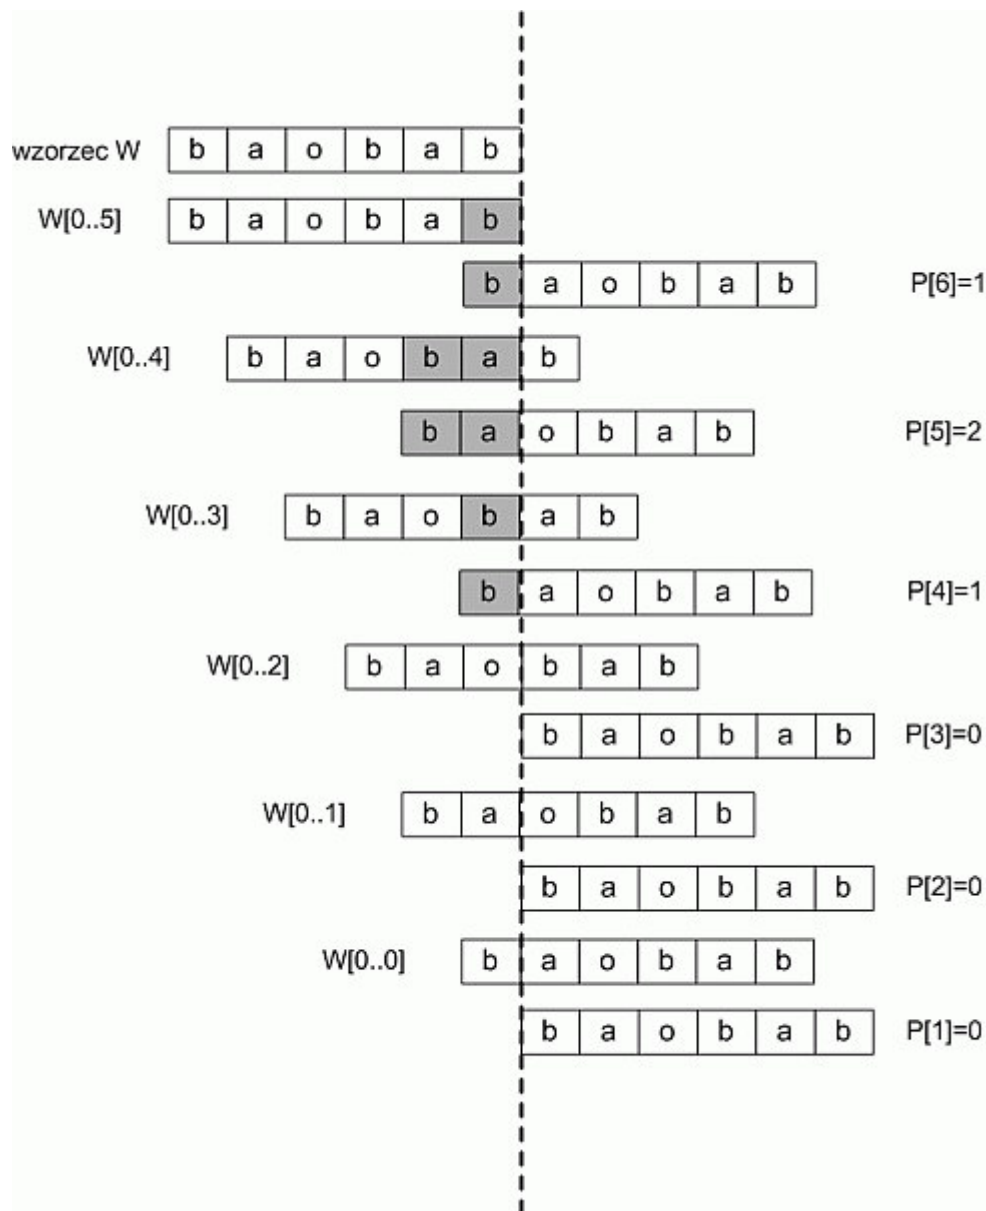 wzorzec W b a o b a b
W[0..5] b a o b a b
b a o b a b P[6]=1
W[0..4] b a o b a b
b a o b a b P[5]=2
W[0..3] b a o b a b
b a o b a b P[4]=1
W[0..2] b a o b a b
b a o b a b P[3]=0
W[0..1] b a o b a b
b a o b a b P[2]=0
W[0..0] b a o b a b
b a o b a b P[1]=0